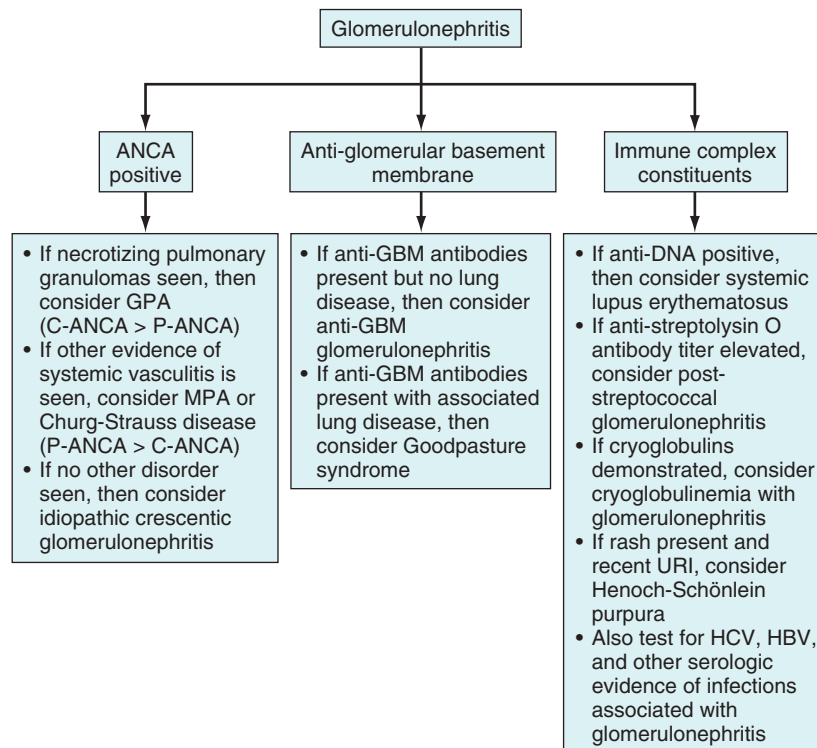 Glomerulonephritis
ANCA
positive
Anti-glomerular basement
membrane
Immune complex
constituents
• If necrotizing pulmonary
granulomas seen, then
consider GPA
(C-ANCA > P-ANCA)
• If other evidence of
systemic vasculitis is
seen, consider MPA or
Churg-Strauss disease
(P-ANCA > C-ANCA)
• If no other disorder
seen, then consider
idiopathic crescentic
glomerulonephritis
• If anti-GBM antibodies
present but no lung
disease, then consider
anti-GBM
glomerulonephritis
• If anti-GBM antibodies
present with associated
lung disease, then
consider Goodpasture
syndrome
• If anti-DNA positive,
then consider systemic
lupus erythematosus
• If anti-streptolysin O
antibody titer elevated,
consider post-
streptococcal
glomerulonephritis
• If cryoglobulins
demonstrated, consider
cryoglobulinemia with
glomerulonephritis
• If rash present and
recent URI, consider
Henoch-Schönlein
purpura
• Also test for HCV, HBV,
and other serologic
evidence of infections
associated with
glomerulonephritis